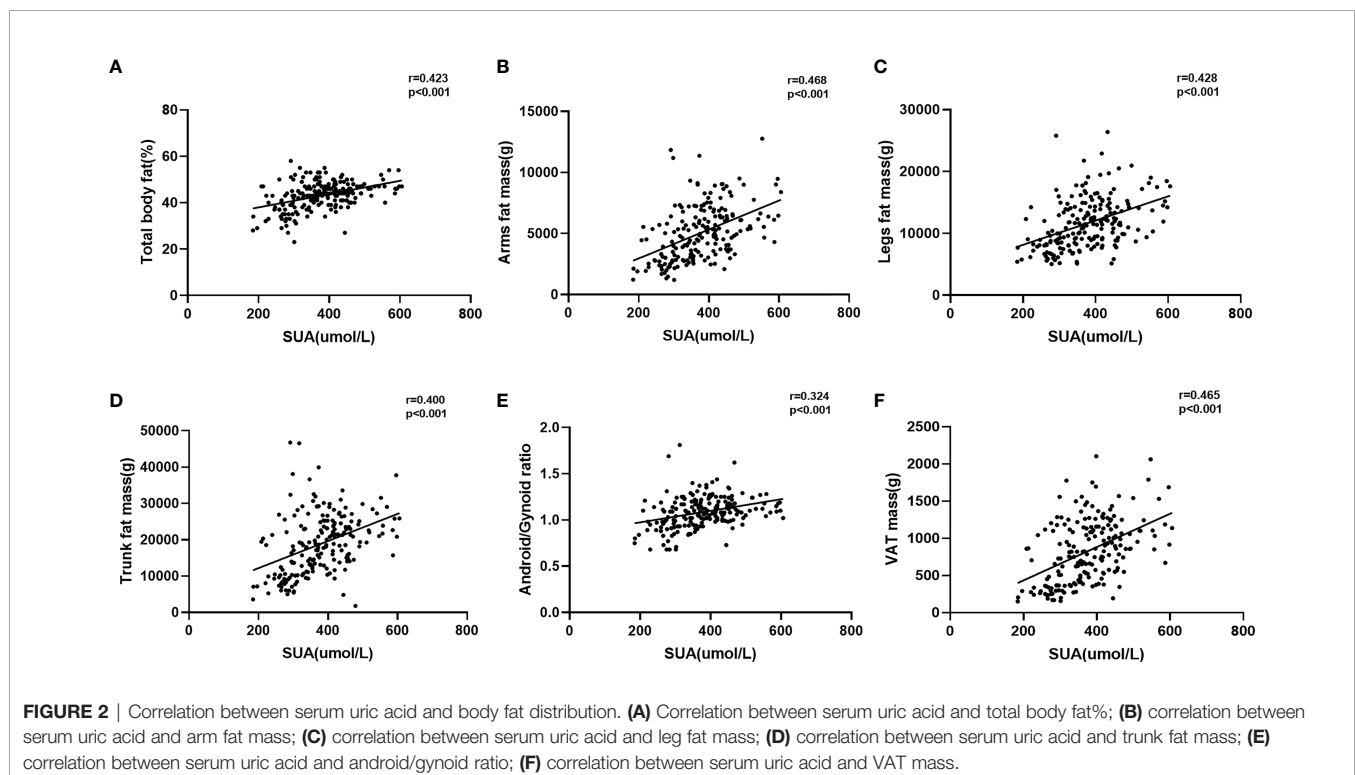 A
r=0.423
p<0.001
80
60
40
20
0
Total body fat(%)
0 200 400 600 800
SUA(umol/L)
B
r=0.468
p<0.001
15000
10000
5000
0
Arms fat mass(g)
0 200 400 600 800
SUA(umol/L)
C
r=0.428
p<0.001
30000
20000
10000
0
Legs fat mass(g)
0 200 400 600 800
SUA(umol/L)
D
r=0.400
p<0.001
50000
40000
30000
20000
10000
0
Trunk fat mass(g)
0 200 400 600 800
SUA(umol/L)
E
r=0.324
p<0.001
2.0
1.5
1.0
0.5
0.0
Android/Gynoid ratio
0 200 400 600 800
SUA(umol/L)
F
r=0.465
p<0.001
2500
2000
1500
1000
500
0
VAT mass(g)
0 200 400 600 800
SUA(umol/L)
FIGURE 2 | Correlation between serum uric acid and body fat distribution. (A) Correlation between serum uric acid and total body fat%; (B) correlation between
serum uric acid and arm fat mass; (C) correlation between serum uric acid and leg fat mass; (D) correlation between serum uric acid and trunk fat mass; (E)
correlation between serum uric acid and android/gynoid ratio; (F) correlation between serum uric acid and VAT mass.